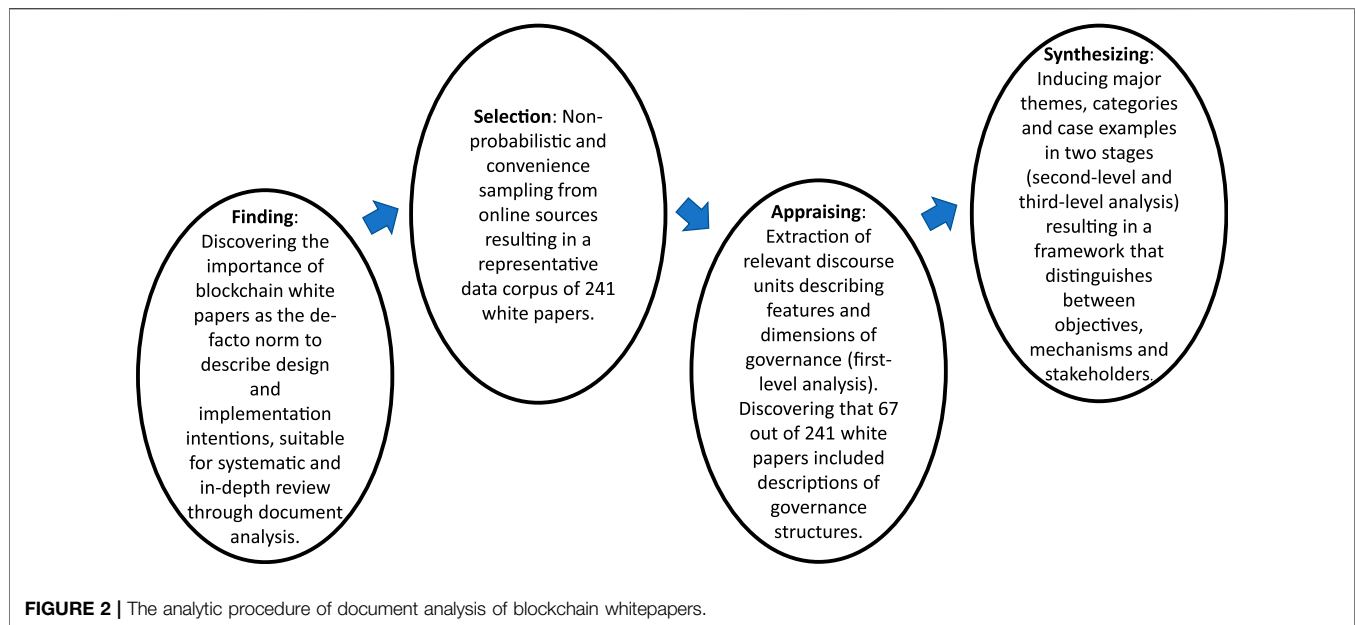 Finding:
Discovering the
importance of
blockchain white
papers as the de-
facto norm to
describe design
and
implementation
intentions, suitable
for systematic and
in-depth review
through document
analysis.
Selection: Non-
probabilistic and
convenience
sampling from
online sources
resulting in a
representative
data corpus of 241
white papers.
Appraising:
Extraction of
relevant discourse
units describing
features and
dimensions of
governance (first-
level analysis).
Discovering that 67
out of 241 white
papers included
descriptions of
governance
structures.
Synthesizing:
Inducing major
themes, categories
and case examples
in two stages
(second-level and
third-level analysis)
resulting in a
framework that
distinguishes
between
objectives,
mechanisms and
stakeholders.
FIGURE 2 | The analytic procedure of document analysis of blockchain whitepapers.